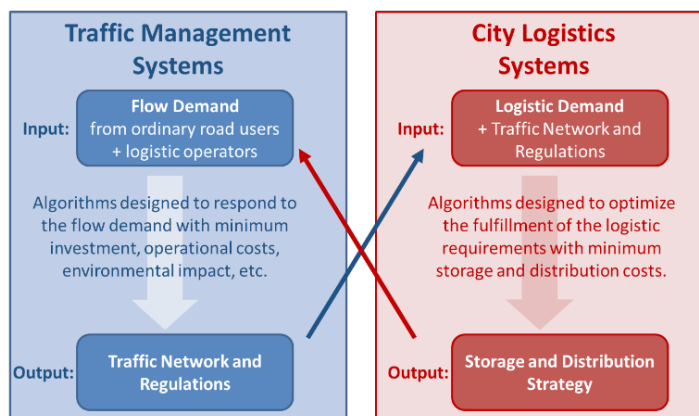 Traffic Management
Systems
Input:
Flow Demand
from ordinary road users
+ logistic operators
Algorithms designed to respond to
the flow demand with minimum
investment, operational costs,
environmental impact, etc.
Output:
Traffic Network and
Regulations
City Logistics
Systems
Input:
Logistic Demand
+ Traffic Network and
Regulations
Algorithms designed to optimize
the fulfillment of the logistic
requirements with minimum
storage and distribution costs.
Output:
Storage and Distribution
Strategy